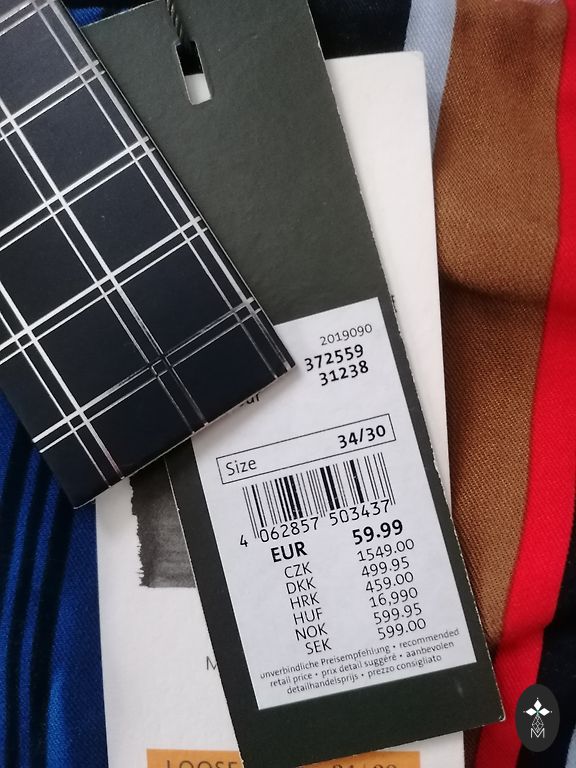 2019090
372559
31238
Size 34/30
4 062857 503437
EUR 59.99
CZK 1549.00
DKK 499.95
HRK 459.00
HUF 16,990
NOK 599.95
SEK 599.00
unverbindliche Preisempfehlung • recommended
retail price • prix detail suggéré • aanbevolen
detailhandelsprijs • prezzo consigliato
M
LOOSE